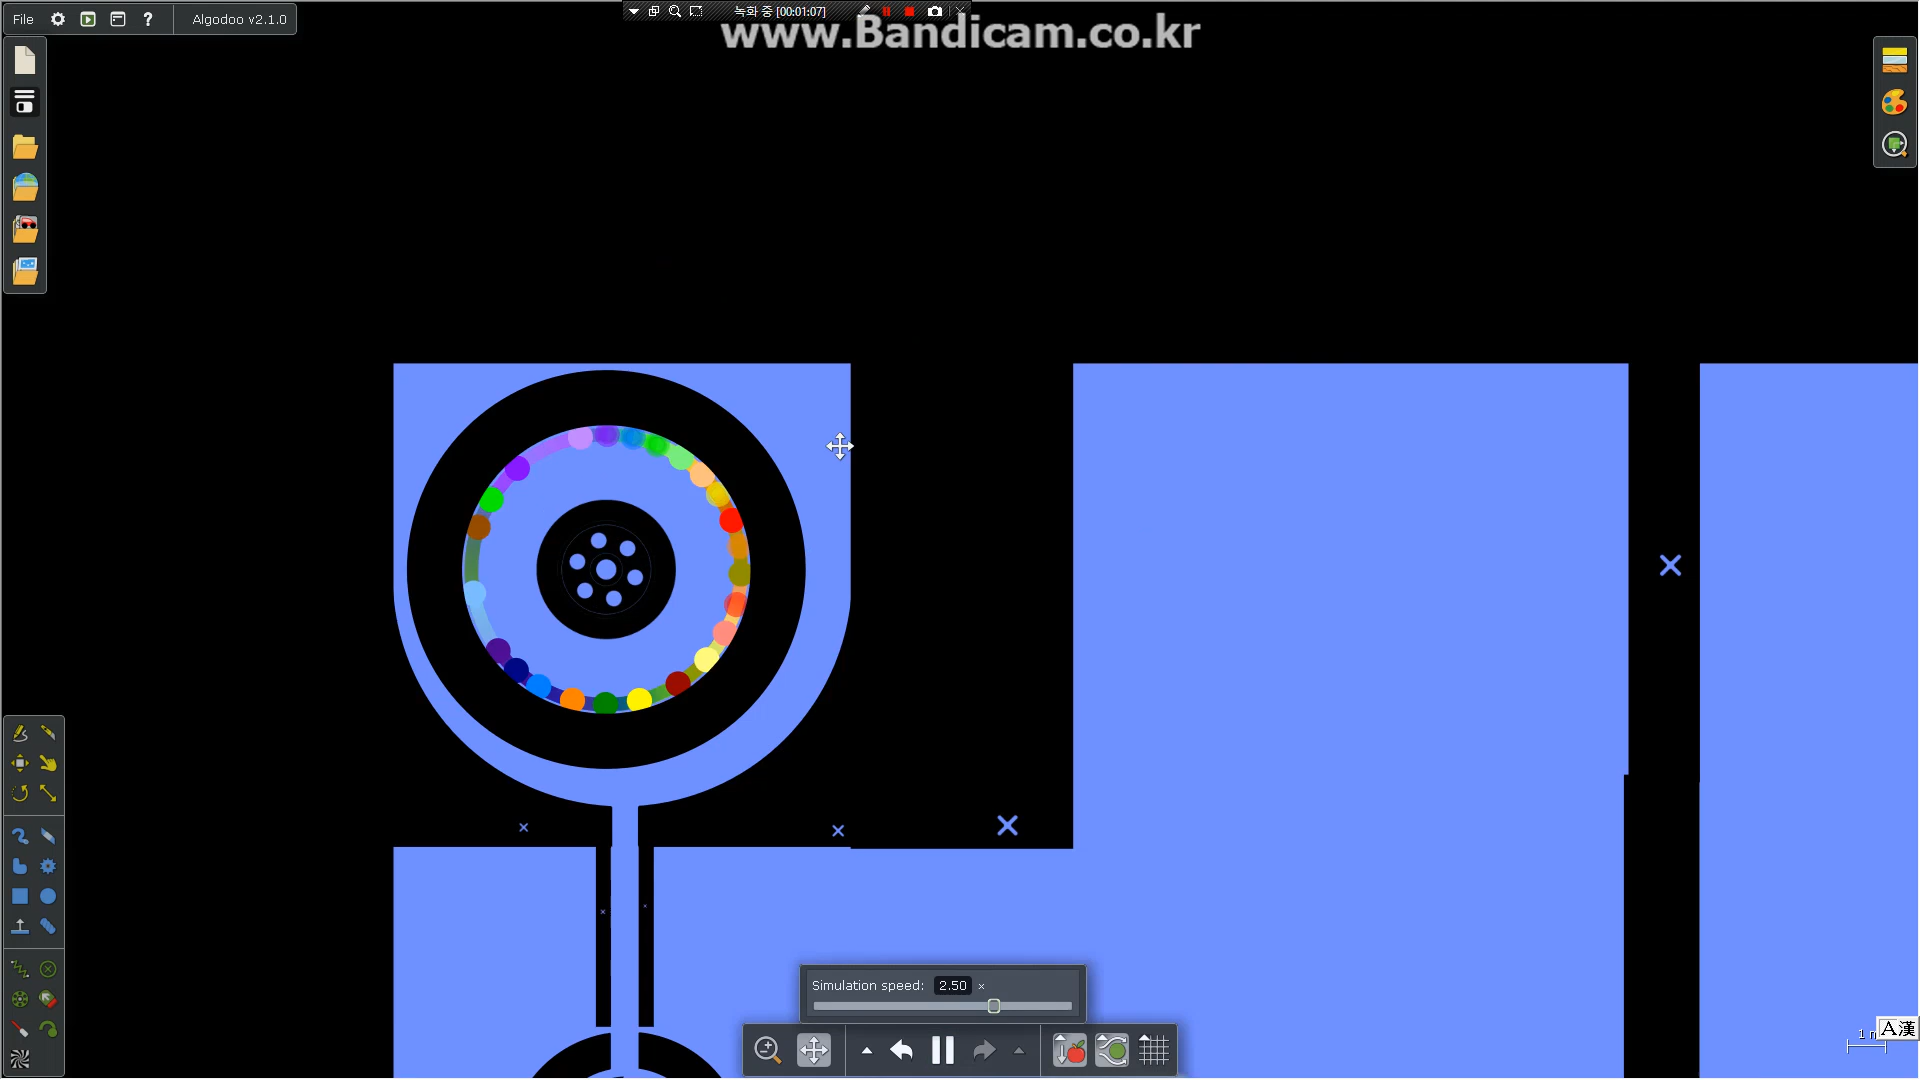 File ? Algodoo v2.1.0
녹화 중 [00:01:07]
www.Bandicam.co.kr
Simulation speed: 2.50 ×
A漢